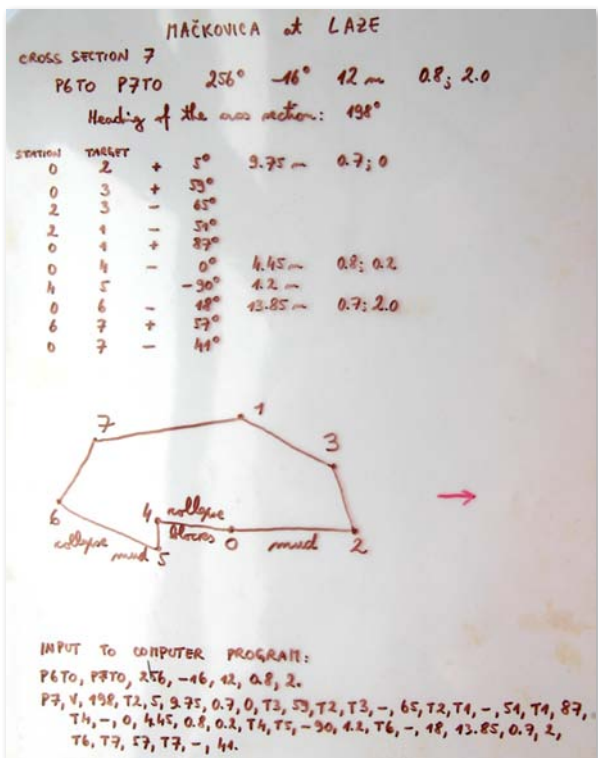 MAČKOVICA at LAZE
CROSS SECTION 7
P6TO P7TO 256° -16° 12 m 0.8; 2.0
Heading of the cross section: 198°
STATION TARGET
0 2 + 5° 9.75 m 0.7; 0
0 3 + 59°
2 3 - 65°
2 1 - 51°
0 1 + 87°
0 4 - 0° 4.45 m 0.8; 0.2
4 5 -90° 1.2 m
0 6 - 18° 13.85 m 0.7; 2.0
6 7 + 57°
0 7 - 41°
1
7
3
6 4 collapse
collapse blocks
mud 5 0 mud 2
INPUT TO COMPUTER PROGRAM:
P6TO, P7TO, 256, -16, 12, 0.8, 2.
P7, V, 198, T2, 5, 9.75, 0.7, 0, T3, 59, T2, T3, -, 65, T2, T1, -, 51, T1, 87,
T4, -, 0, 4.45, 0.8, 0.2, T4, T5, -90, 1.2, T6, -, 18, 13.85, 0.7, 2,
T6, T7, 57, T7, -, 41.